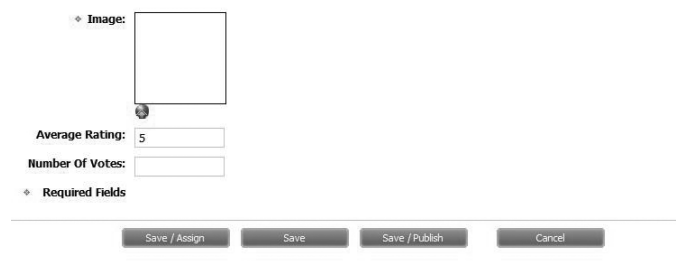 Image:
Average Rating: 5
Number Of Votes:
Required Fields
Save / Assign Save Save / Publish Cancel